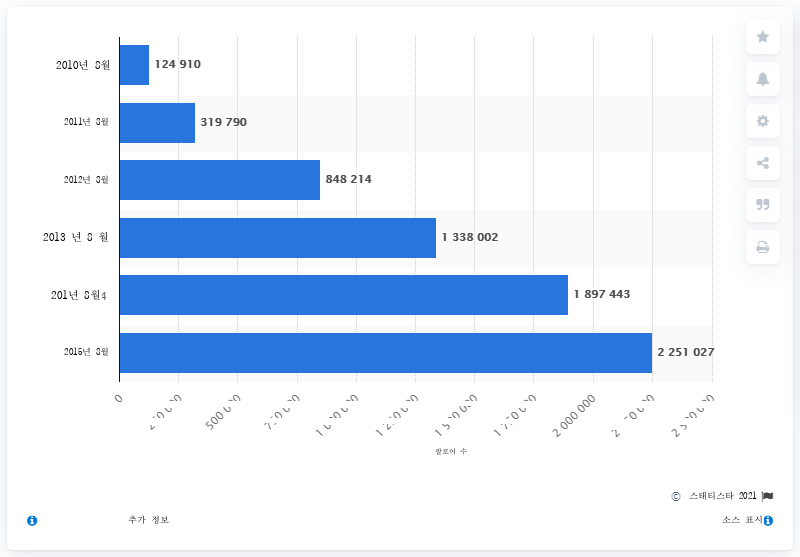 2010년 8월 124 910
2011년 8월 319 790
2012년 8월 848 214
2013 년 8 월 1 338 002
201년 8월4 1 897 443
2015년 8월 2 251 027
0 500 000 2 000 000
팔로어 수
© 스태티스타 2021
추가 정보 소스 표시